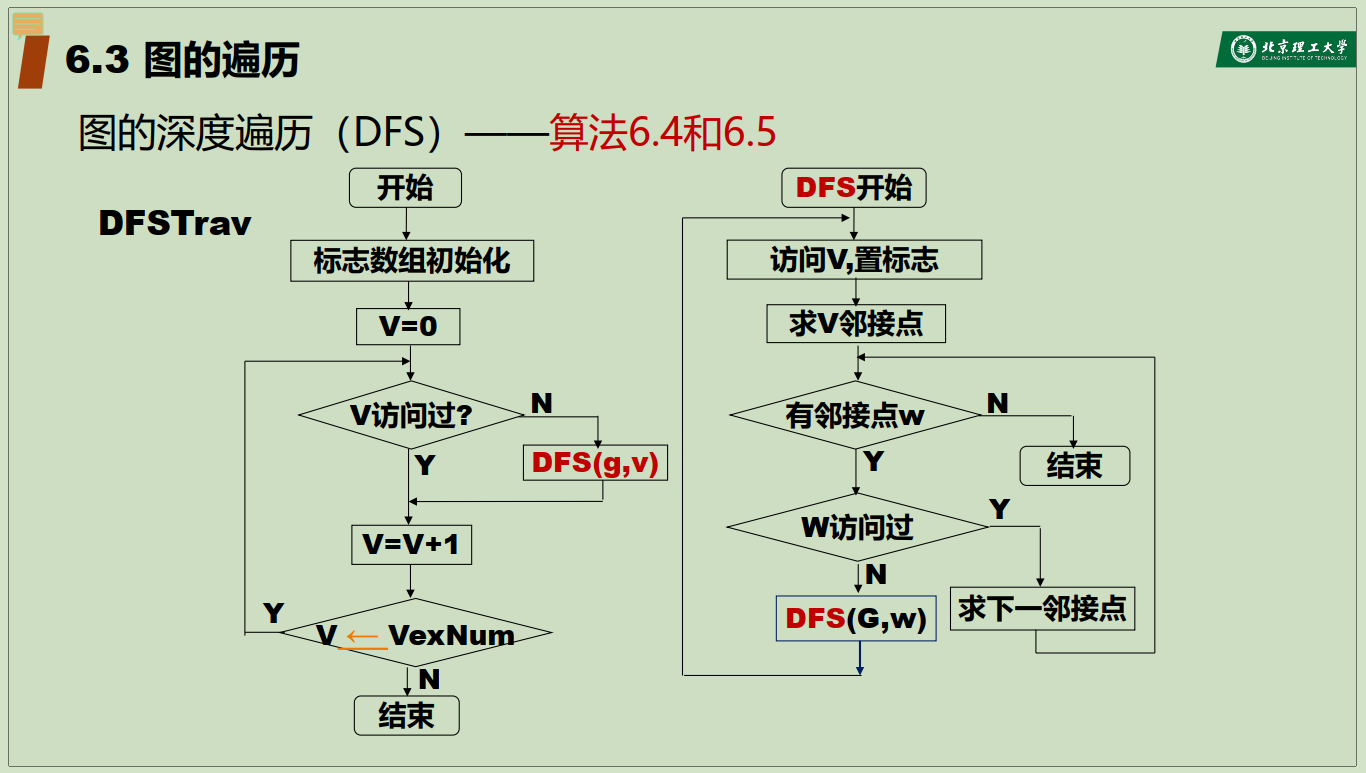 6.3 图的遍历
北京理工大学
BEIJING INSTITUTE OF TECHNOLOGY
图的深度遍历（DFS）——算法6.4和6.5
DFSTrav
开始
标志数组初始化
V=0
V访问过?
N
DFS(g,v)
Y
V=V+1
Y
V ← VexNum
N
结束
DFS开始
访问V,置标志
求V邻接点
有邻接点w
N
结束
Y
W访问过
Y
N
求下一邻接点
DFS(G,w)